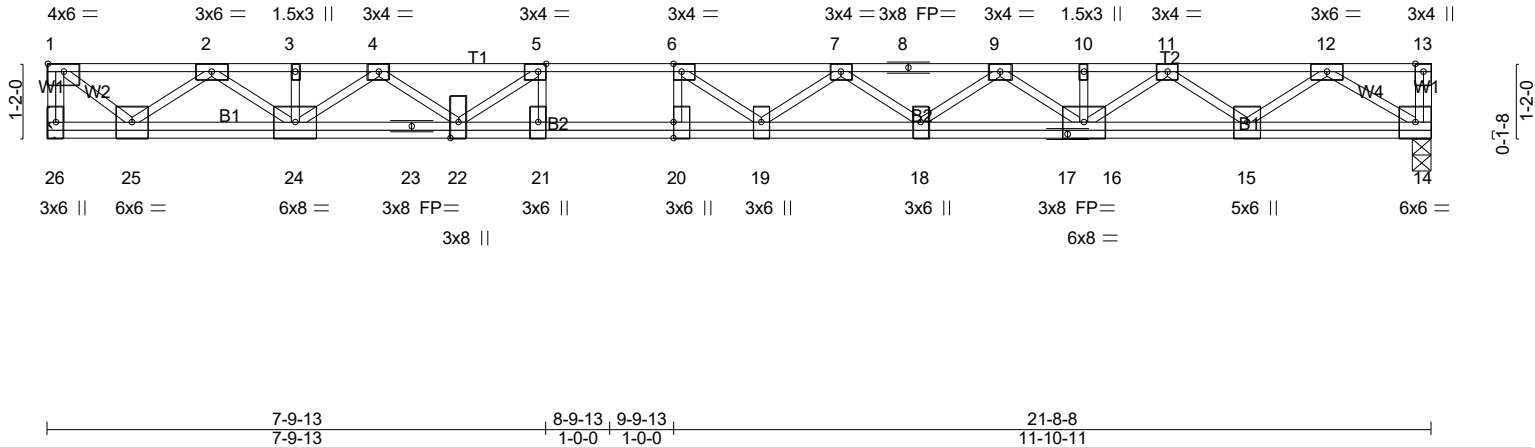 4x6 = 3x6 = 1.5x3 || 3x4 = 3x4 = 3x4 = 3x4 = 3x8 FP= 3x4 = 1.5x3 || 3x4 = 3x6 = 3x4 ||
1 2 3 4 5 6 7 8 9 10 11 12 13
T1 T2
W1 W2 W4 W1
1-2-0 B1 B2 B2 B1 0-1-8 1-2-0
26 25 24 23 22 21 20 19 18 17 16 15 14
3x6 || 6x6 = 6x8 = 3x8 FP= 3x6 || 3x6 || 3x6 || 3x6 || 3x8 FP= 5x6 || 6x6 =
3x8 || 6x8 =
7-9-13 8-9-13 9-9-13 21-8-8
7-9-13 1-0-0 1-0-0 11-10-11